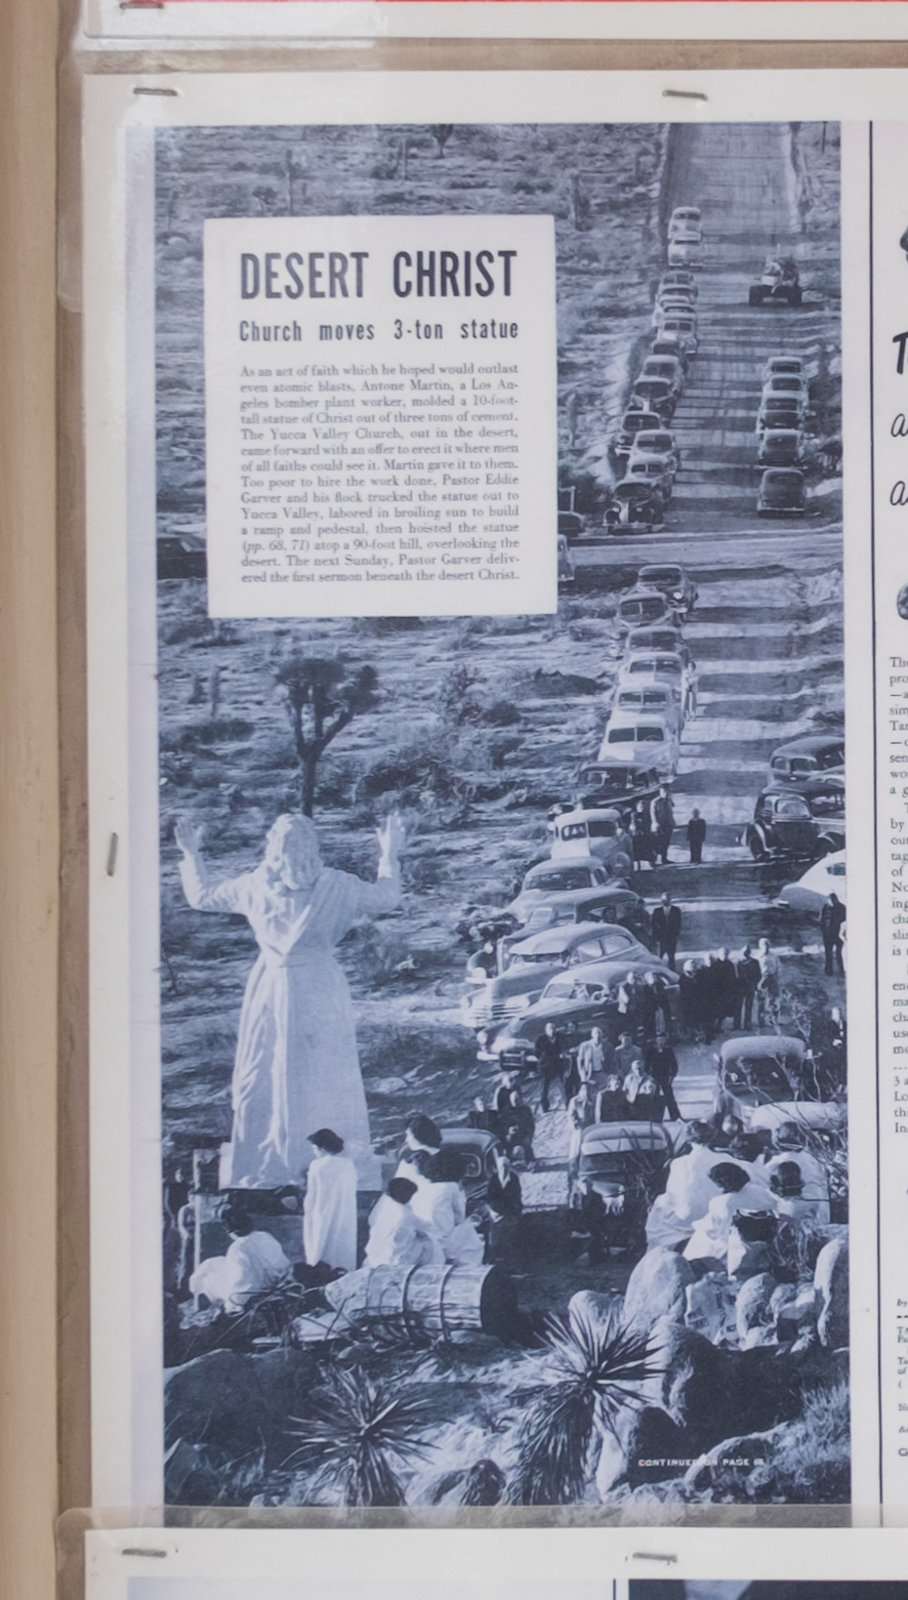 DESERT CHRIST
Church moves 3-ton statue
As an act of faith which he hoped would outlast
even atomic blasts, Antone Martin, a Los An-
geles bomber plant worker, molded a 10-foot-
tall statue of Christ out of three tons of cement.
The Yucca Valley Church, out in the desert,
came forward with an offer to erect it where men
of all faiths could see it. Martin gave it to them.
Too poor to hire the work done, Pastor Eddie
Garver and his flock trucked the statue out to
Yucca Valley, labored in broiling sun to build
a ramp and pedestal, then hoisted the statue
(pp. 68, 71) atop a 90-foot hill, overlooking the
desert. The next Sunday, Pastor Garver deliv-
ered the first sermon beneath the desert Christ.
CONTINUED ON PAGE